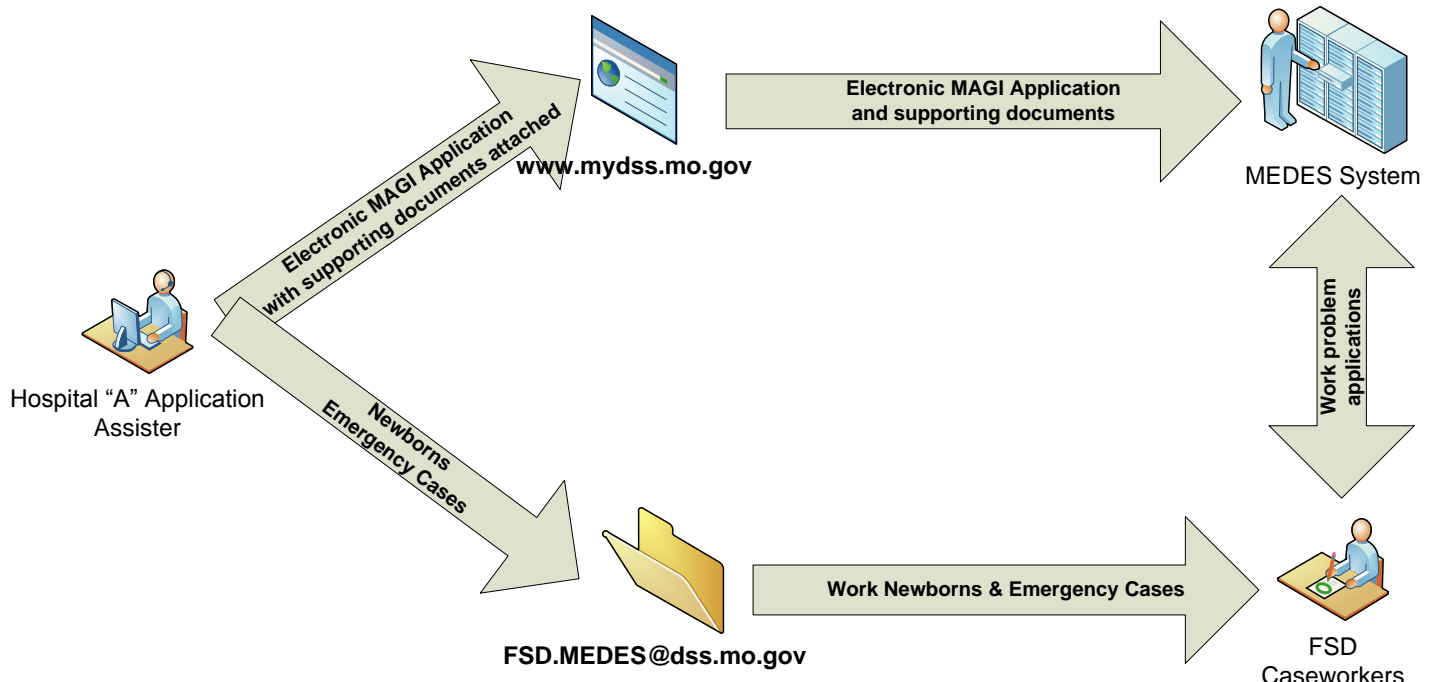 Electronic MAGI Application
with supporting documents attached
www.mydss.mo.gov
Electronic MAGI Application
and supporting documents
MEDES System
Hospital “A” Application
Assister
Newborns
Emergency Cases
Work problem
applications
FSD.MEDES@dss.mo.gov
Work Newborns & Emergency Cases
FSD
Caseworkers